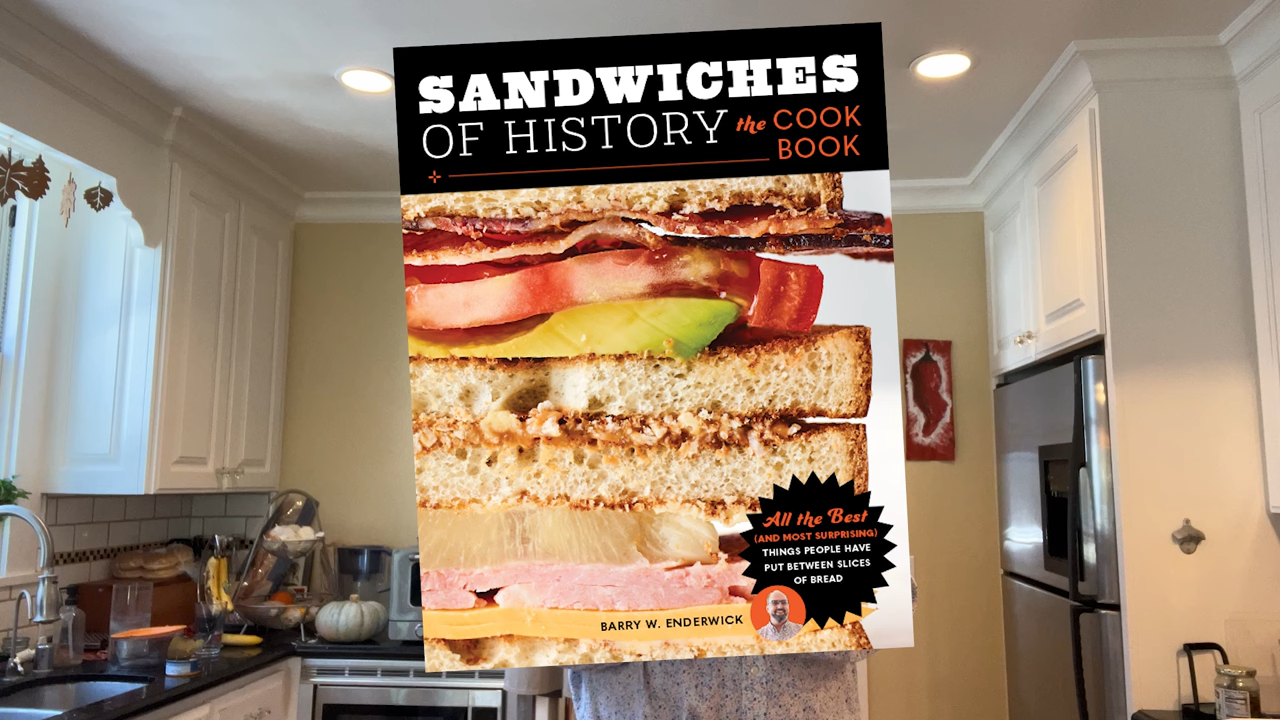 SANDWICHES
OF HISTORY the COOK
BOOK
All the Best
(AND MOST SURPRISING)
THINGS PEOPLE HAVE
PUT BETWEEN SLICES
OF BREAD
BARRY W. ENDERWICK